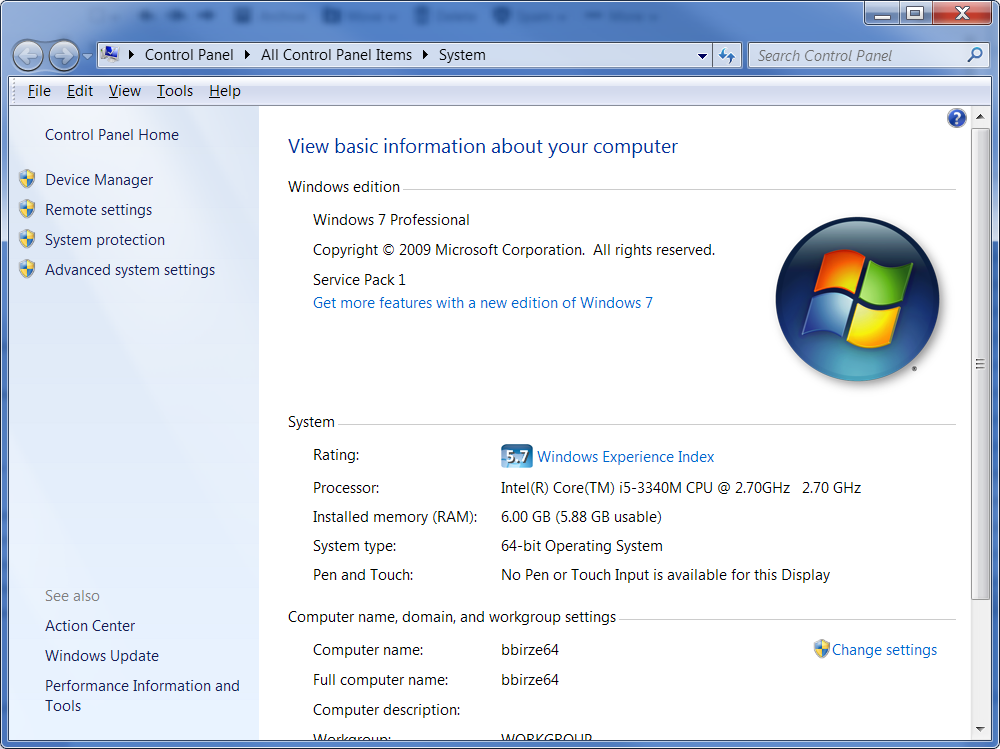 Control Panel All Control Panel Items System
Search Control Panel
File Edit View Tools Help
Control Panel Home
Device Manager
Remote settings
System protection
Advanced system settings
See also
Action Center
Windows Update
Performance Information and
Tools
View basic information about your computer
Windows edition
Windows 7 Professional
Copyright © 2009 Microsoft Corporation.  All rights reserved.
Service Pack 1
Get more features with a new edition of Windows 7
System
Rating: 5.7 Windows Experience Index
Processor: Intel(R) Core(TM) i5-3340M CPU @ 2.70GHz   2.70 GHz
Installed memory (RAM): 6.00 GB (5.88 GB usable)
System type: 64-bit Operating System
Pen and Touch: No Pen or Touch Input is available for this Display
Computer name, domain, and workgroup settings
Computer name: bbirze64 Change settings
Full computer name: bbirze64
Computer description:
Workgroup: WORKGROUP